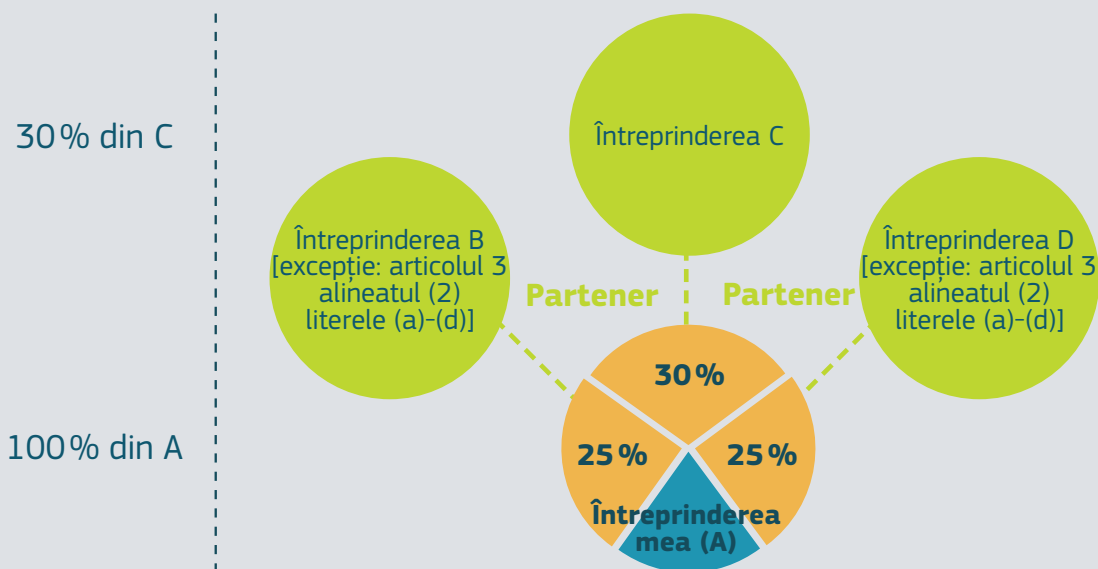 30 % din C
Întreprinderea C
Întreprinderea B
[excepție: articolul 3
alineatul (2)
literele (a)-(d)]
Întreprinderea D
[excepție: articolul 3
alineatul (2)
literele (a)-(d)]
Partener
Partener
30 %
100 % din A
25 %
25 %
Întreprinderea
mea (A)